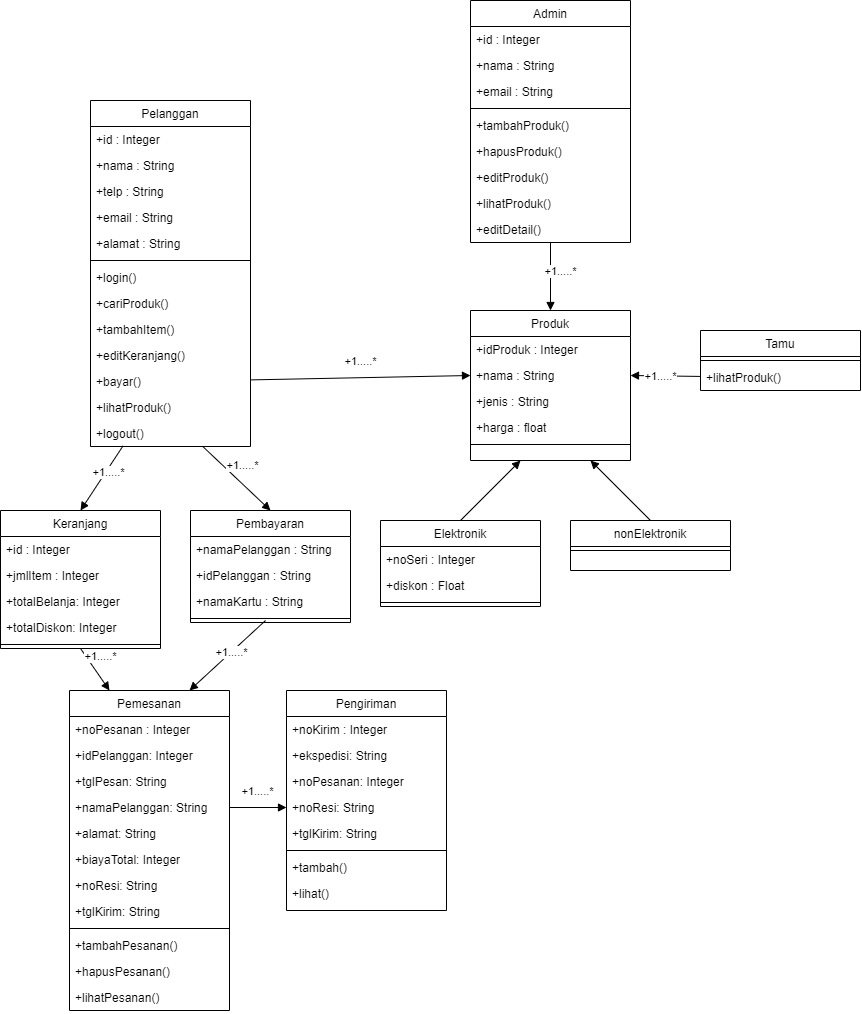 Admin
+id : Integer
+nama : String
+email : String
+tambahProduk()
+hapusProduk()
+editProduk()
+lihatProduk()
+editDetail()
Pelanggan
+id : Integer
+nama : String
+telp : String
+email : String
+alamat : String
+login()
+cariProduk()
+tambahItem()
+editKeranjang()
+bayar()
+lihatProduk()
+logout()
+1.....*
+1.....*
Produk
+idProduk : Integer
+nama : String
+jenis : String
+harga : float
+1.....*
Tamu
+lihatProduk()
+1.....*
+1.....*
Keranjang
+id : Integer
+jmlItem : Integer
+totalBelanja: Integer
+totalDiskon: Integer
Pembayaran
+namaPelanggan : String
+idPelanggan : String
+namaKartu : String
Elektronik
+noSeri : Integer
+diskon : Float
nonElektronik
+1.....*
+1.....*
Pemesanan
+noPesanan : Integer
+idPelanggan: Integer
+tglPesan: String
+namaPelanggan: String
+alamat: String
+biayaTotal: Integer
+noResi: String
+tglKirim: String
+tambahPesanan()
+hapusPesanan()
+lihatPesanan()
+1.....*
Pengiriman
+noKirim : Integer
+ekspedisi: String
+noPesanan: Integer
+noResi: String
+tglKirim: String
+tambah()
+lihat()